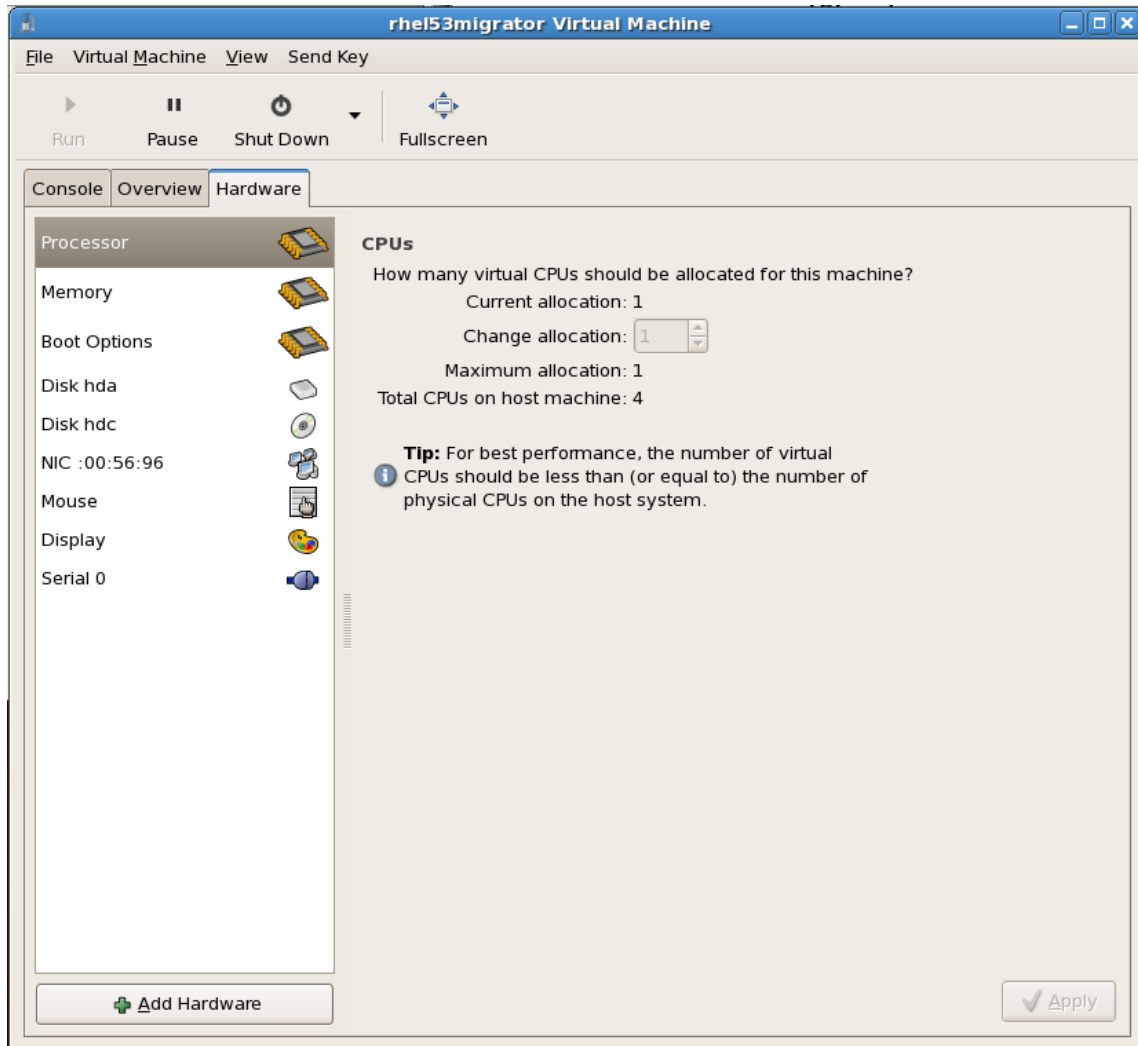 rhel53migrator Virtual Machine
File Virtual Machine View Send Key
Run Pause Shut Down Fullscreen
Console Overview Hardware
Processor
Memory
Boot Options
Disk hda
Disk hdc
NIC :00:56:96
Mouse
Display
Serial 0
Add Hardware
CPUs
How many virtual CPUs should be allocated for this machine?
Current allocation: 1
Change allocation: 1
Maximum allocation: 1
Total CPUs on host machine: 4
Tip: For best performance, the number of virtual
CPUs should be less than (or equal to) the number of
physical CPUs on the host system.
Apply